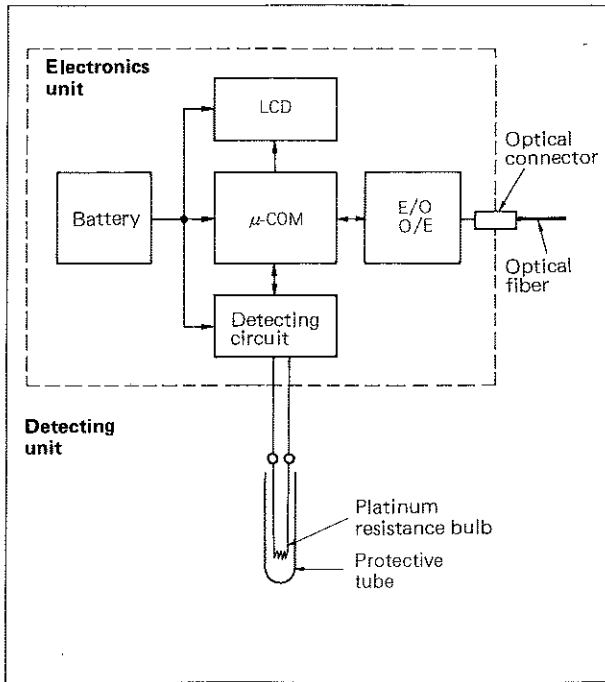 Electronics
unit
LCD
Optical
connector
Battery
μ-COM
E/O
O/E
Optical
fiber
Detecting
circuit
Detecting
unit
Platinum
resistance bulb
Protective
tube